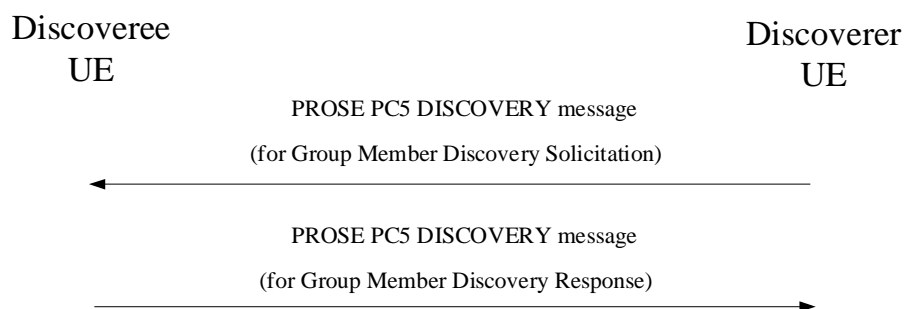 Discoveree
UE
Discoverer
UE
PROSE PC5 DISCOVERY message
(for Group Member Discovery Solicitation)
PROSE PC5 DISCOVERY message
(for Group Member Discovery Response)